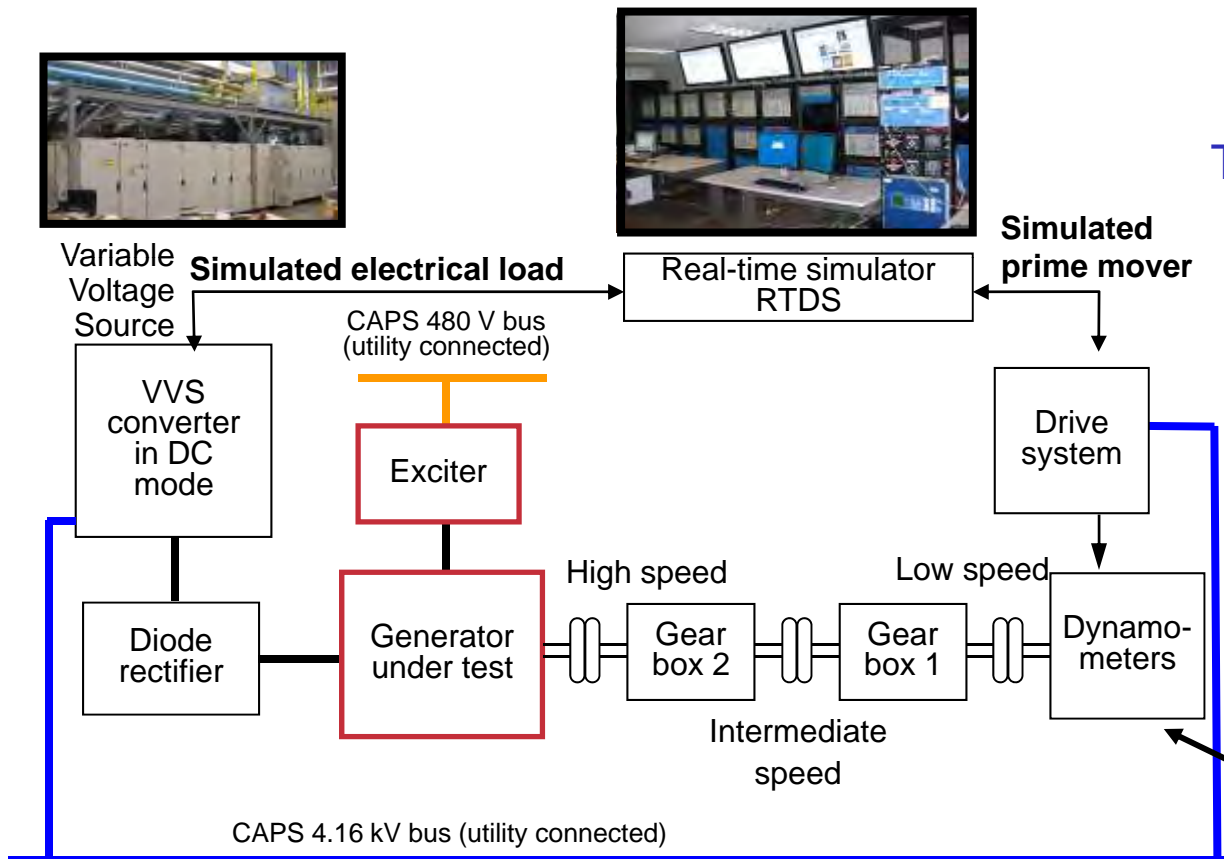 T
Simulated
prime mover
Variable
Voltage
Source
Simulated electrical load
Real-time simulator
RTDS
CAPS 480 V bus
(utility connected)
VVS
converter
in DC
mode
Exciter
Drive
system
High speed
Low speed
Diode
rectifier
Generator
under test
Gear
box 2
Gear
box 1
Dynamo-
meters
Intermediate
speed
CAPS 4.16 kV bus (utility connected)